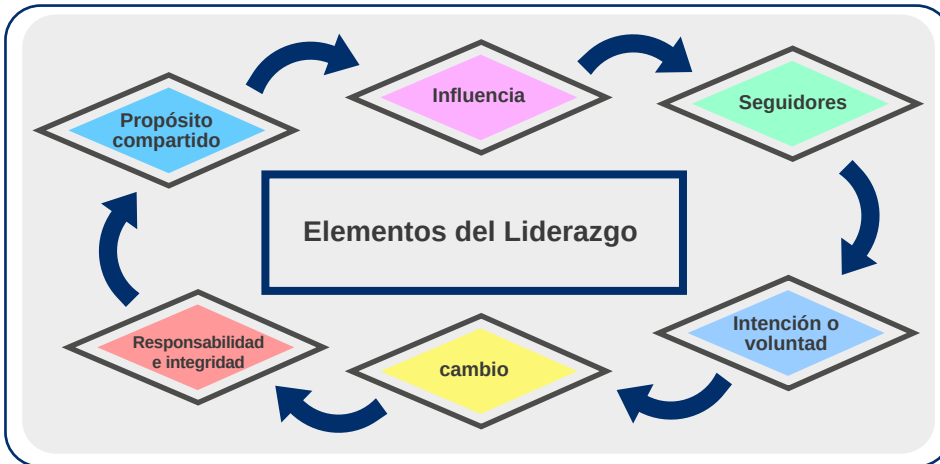 Influencia
Seguidores
Propósito
compartido
Elementos del Liderazgo
Intención o
voluntad
Responsabilidad
e integridad
cambio